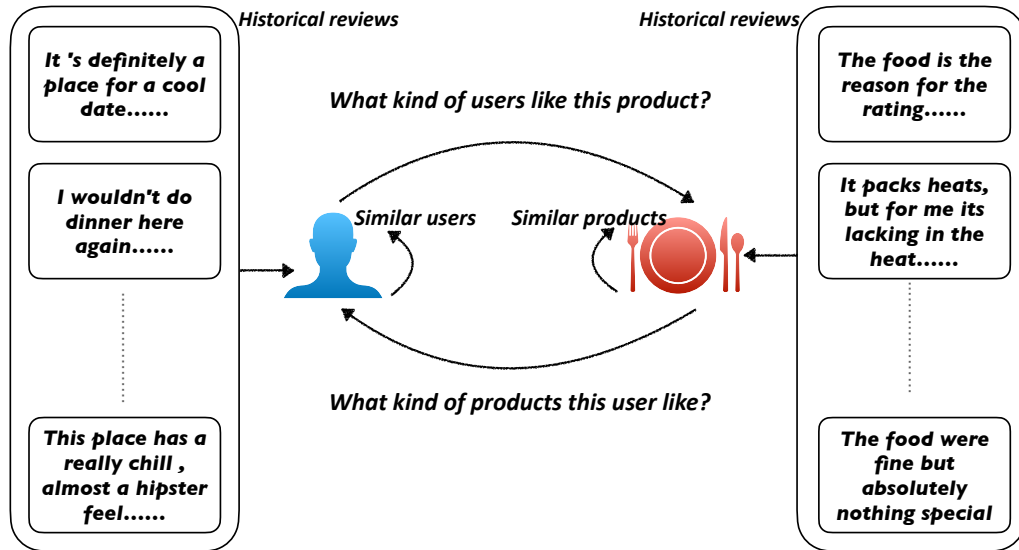 Historical reviews
It 's definitely a
place for a cool
date......
I wouldn't do
dinner here
again......
This place has a
really chill ,
almost a hipster
feel......
What kind of users like this product?
Similar users
Similar products
What kind of products this user like?
Historical reviews
The food is the
reason for the
rating......
It packs heats,
but for me its
lacking in the
heat......
The food were
fine but
absolutely
nothing special